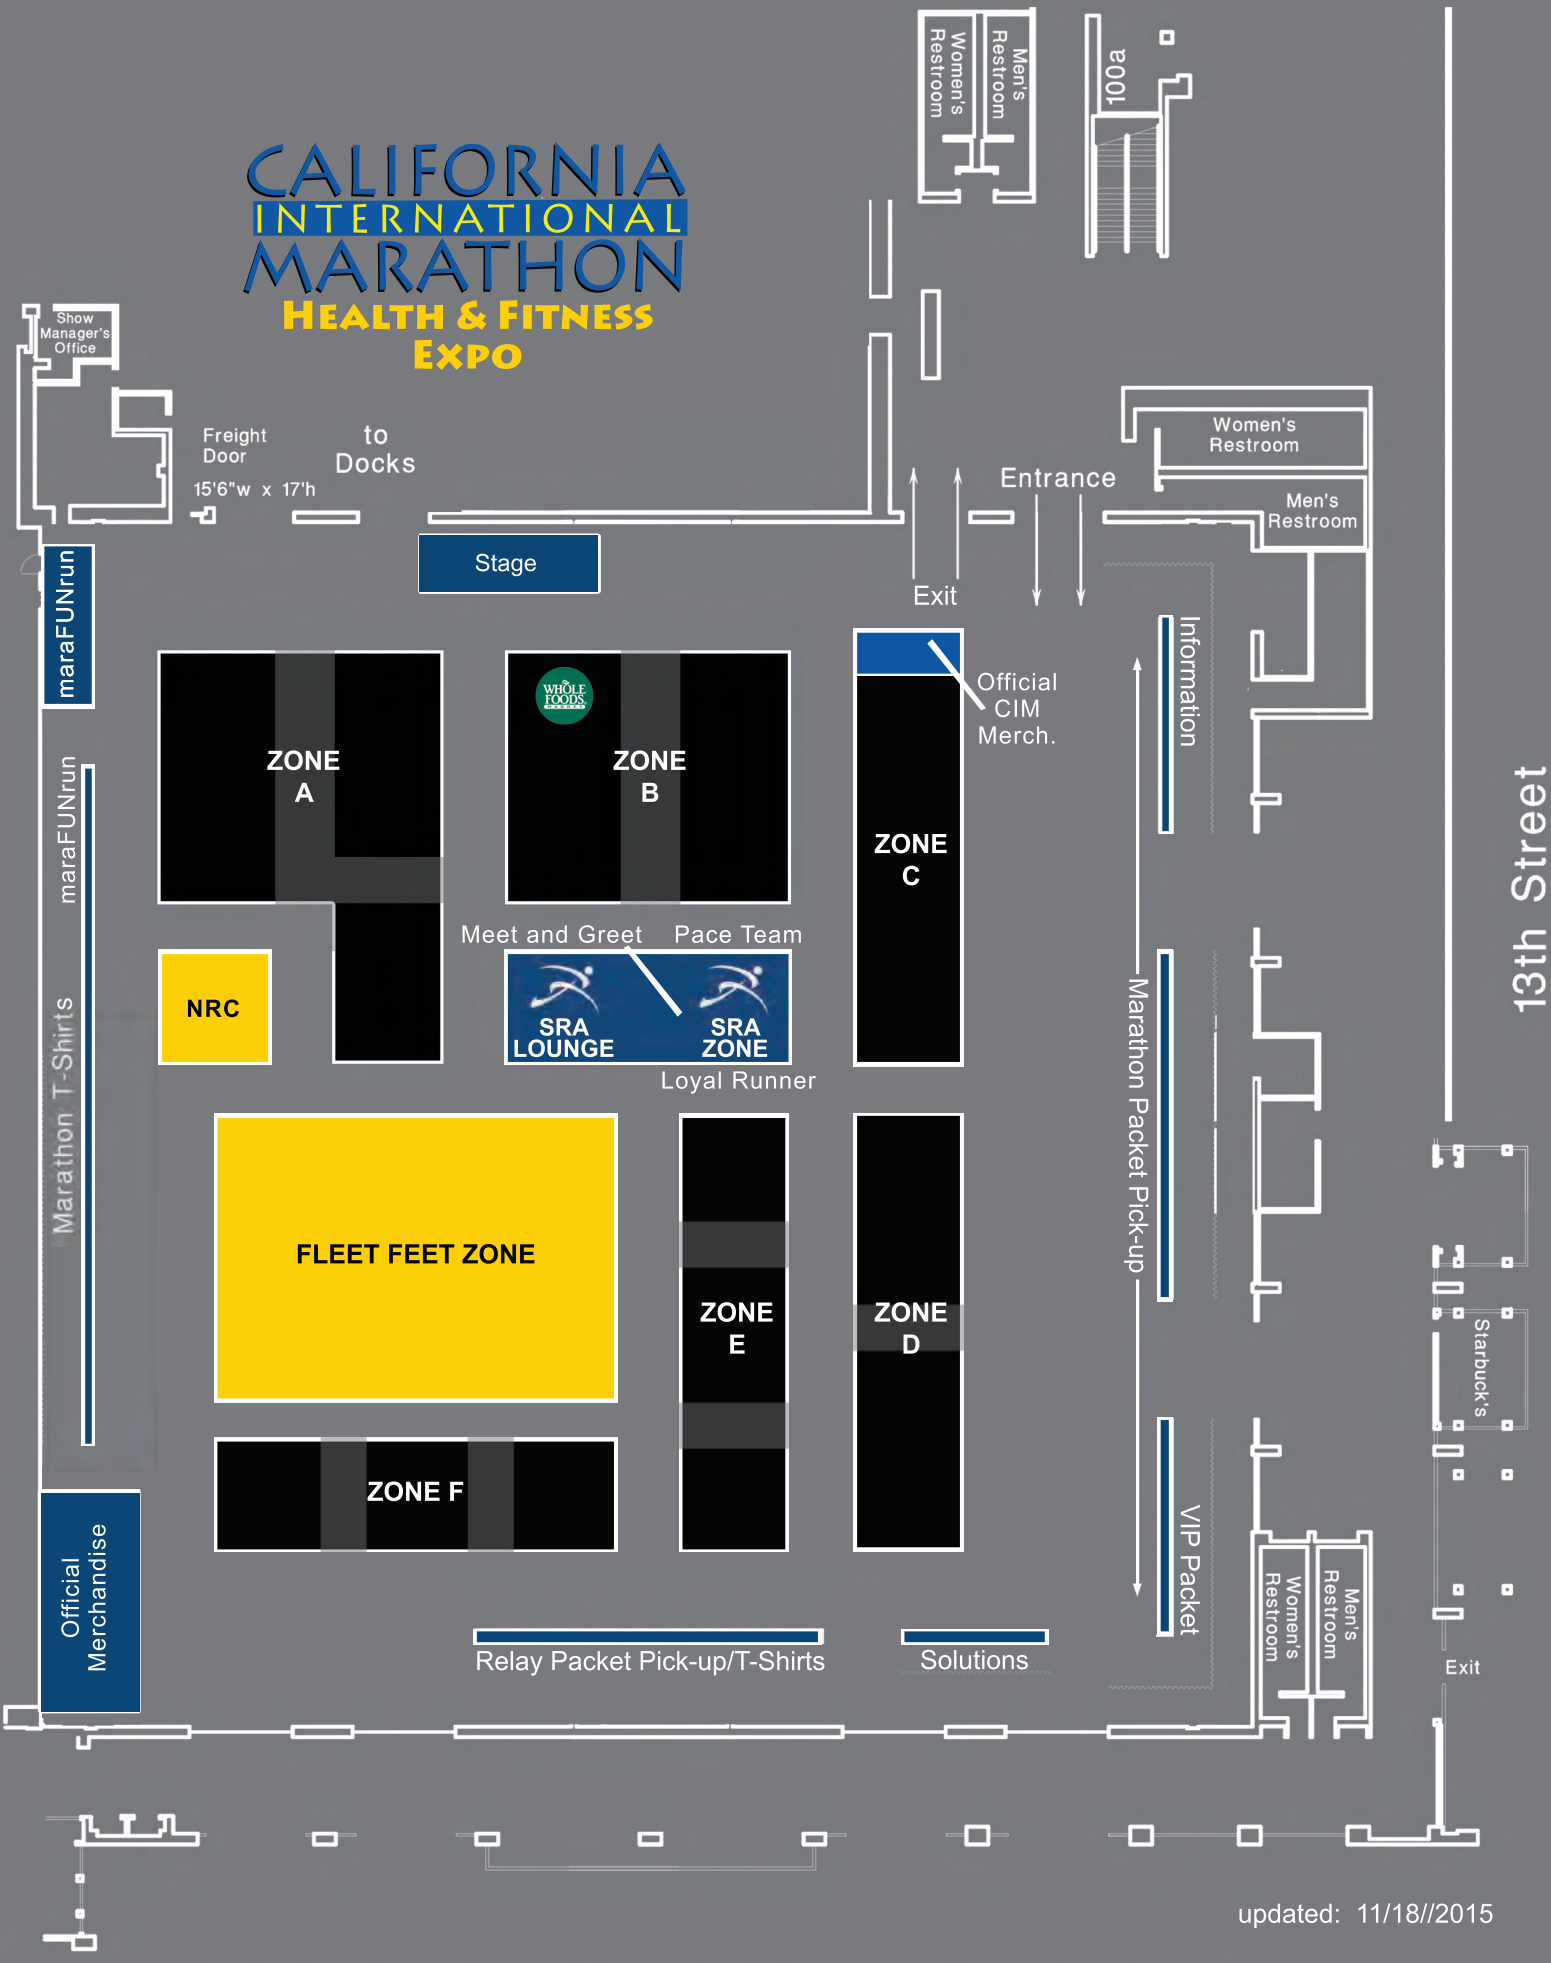 Women's
Restroom
Men's
Restroom
100a
CALIFORNIA
INTERNATIONAL
MARATHON
HEALTH & FITNESS
EXPO
Show
Manager's
Office
Freight
Door
15'6"w x 17'h
to
Docks
Entrance
Women's
Restroom
Men's
Restroom
Stage
Exit
maraFUNrun
Information
Official
CIM
Merch.
WHOLE
FOODS
MARKET
ZONE
A
ZONE
B
ZONE
C
maraFUNrun
13th Street
Meet and Greet
Pace Team
NRC
SRA
LOUNGE
SRA
ZONE
Loyal Runner
Marathon T-Shirts
Marathon Packet Pick-up
FLEET FEET ZONE
ZONE
E
ZONE
D
Starbuck's
ZONE F
Official
Merchandise
VIP Packet
Women's
Restroom
Men's
Restroom
Relay Packet Pick-up/T-Shirts
Solutions
Exit
updated: 11/18//2015